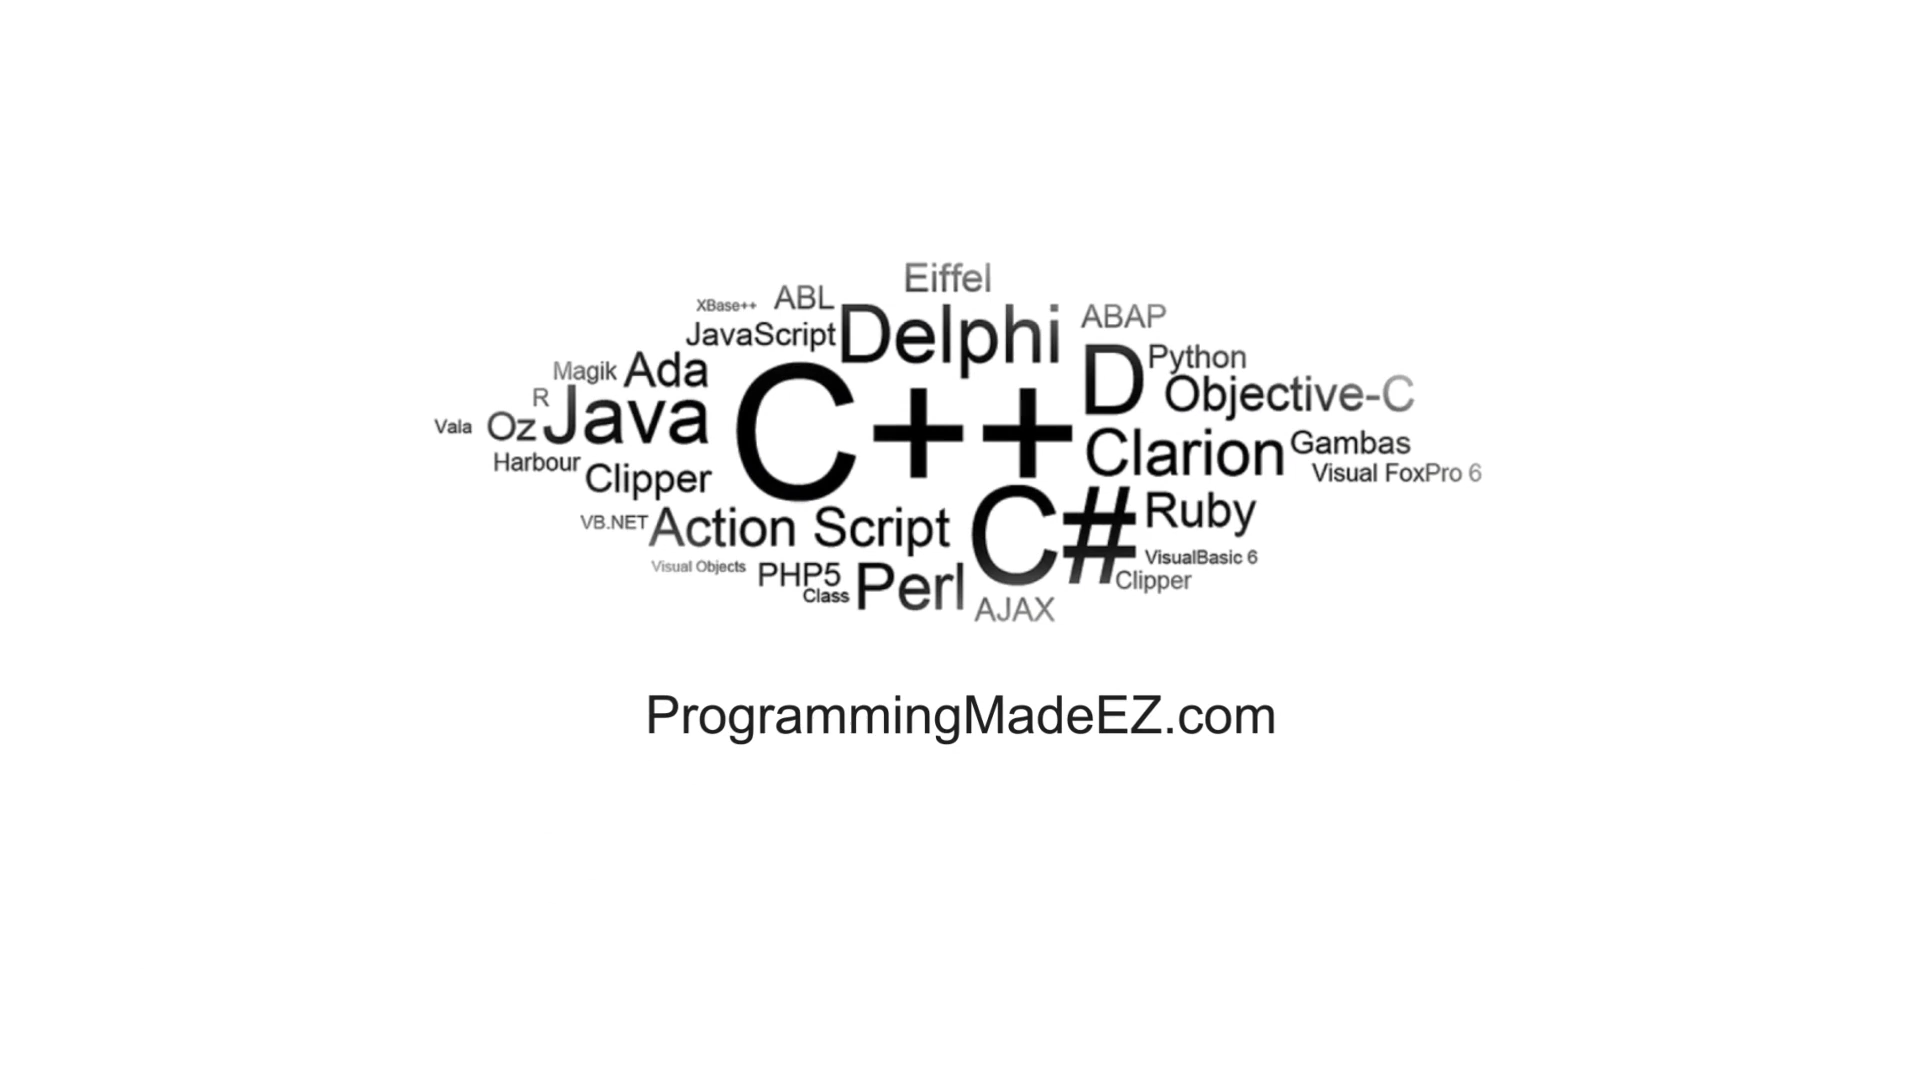 Eiffel
XBase++ ABL Delphi ABAP
JavaScript
Magik Ada D Python
R Java C++ Objective-C
Vala Oz
Harbour Clipper Clarion Gambas
Visual FoxPro 6
VB.NET Action Script C# Ruby
Visual Objects PHP5 Perl VisualBasic 6
Class Clipper
AJAX
ProgrammingMadeEZ.com